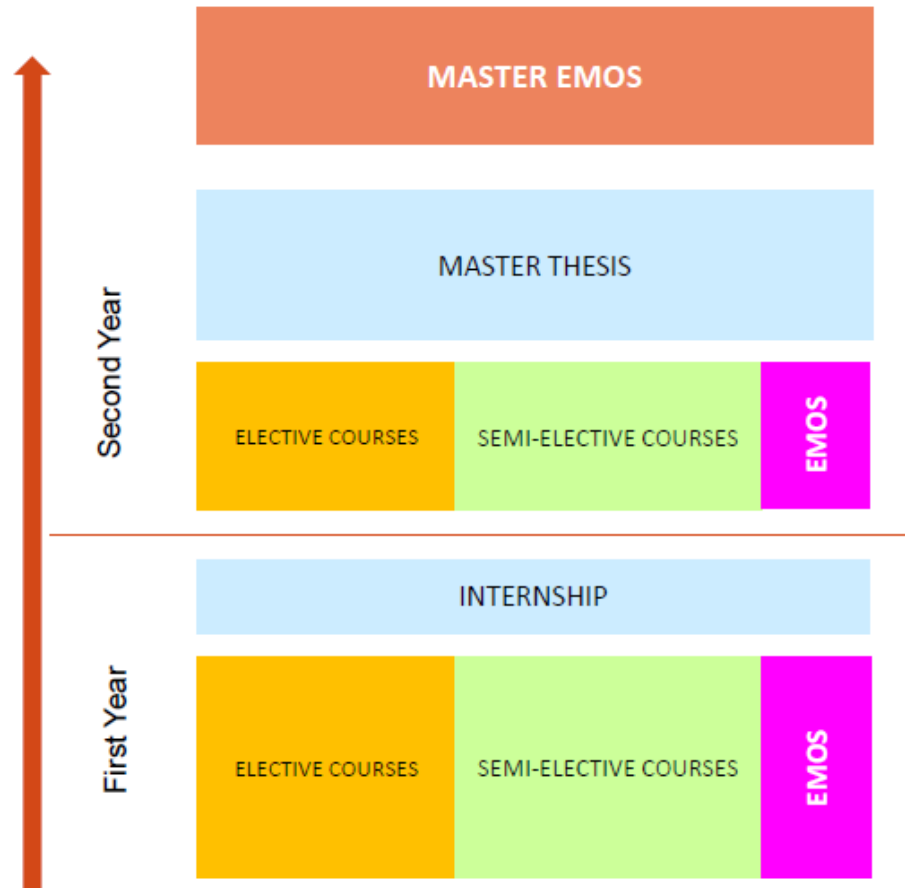 MASTER EMOS
MASTER THESIS
Second Year
ELECTIVE COURSES
SEMI-ELECTIVE COURSES
EMOS
INTERNSHIP
First Year
ELECTIVE COURSES
SEMI-ELECTIVE COURSES
EMOS